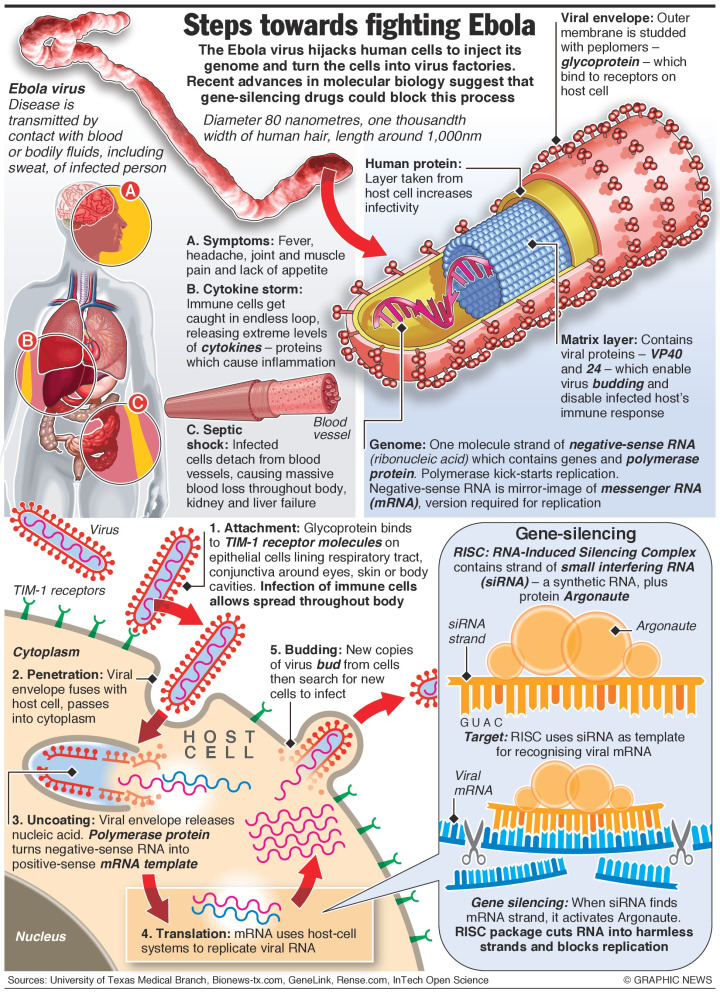 Steps towards fighting Ebola
The Ebola virus hijacks human cells to inject its
genome and turn the cells into virus factories.
Recent advances in molecular biology suggest that
gene-silencing drugs could block this process
Diameter 80 nanometres, one thousandth
width of human hair, length around 1,000nm
Ebola virus
Disease is
transmitted by
contact with blood
or bodily fluids, including
sweat, of infected person
Viral envelope: Outer
membrane is studded
with peplomers –
glycoprotein – which
bind to receptors on
host cell
Human protein:
Layer taken from
host cell increases
infectivity
A
B
C
A. Symptoms: Fever,
headache, joint and muscle
pain and lack of appetite
B. Cytokine storm:
Immune cells get
caught in endless loop,
releasing extreme levels
of cytokines – proteins
which cause inflammation
Blood
vessel
C. Septic
shock: Infected
cells detach from blood
vessels, causing massive
blood loss throughout body,
kidney and liver failure
Matrix layer: Contains
viral proteins – VP40
and 24 – which enable
virus budding and
disable infected host's
immune response
Genome: One molecule strand of negative-sense RNA
(ribonucleic acid) which contains genes and polymerase
protein. Polymerase kick-starts replication.
Negative-sense RNA is mirror-image of messenger RNA
(mRNA), version required for replication
Virus
TIM-1 receptors
1. Attachment: Glycoprotein binds
to TIM-1 receptor molecules on
epithelial cells lining respiratory tract,
conjunctiva around eyes, skin or body
cavities. Infection of immune cells
allows spread throughout body
Cytoplasm
2. Penetration: Viral
envelope fuses with
host cell, passes
into cytoplasm
HOST
CELL
5. Budding: New copies
of virus bud from cells
then search for new
cells to infect
3. Uncoating: Viral envelope releases
nucleic acid. Polymerase protein
turns negative-sense RNA into
positive-sense mRNA template
Nucleus
4. Translation: mRNA uses host-cell
systems to replicate viral RNA
Gene-silencing
RISC: RNA-Induced Silencing Complex
contains strand of small interfering RNA
(siRNA) – a synthetic RNA, plus
protein Argonaute
siRNA
strand
Argonaute
G U A C
Target: RISC uses siRNA as template
for recognising viral mRNA
Viral
mRNA
Gene silencing: When siRNA finds
mRNA strand, it activates Argonaute.
RISC package cuts RNA into harmless
strands and blocks replication
Sources: University of Texas Medical Branch, Bionews-tx.com, GeneLink, Rense.com, InTech Open Science
© GRAPHIC NEWS